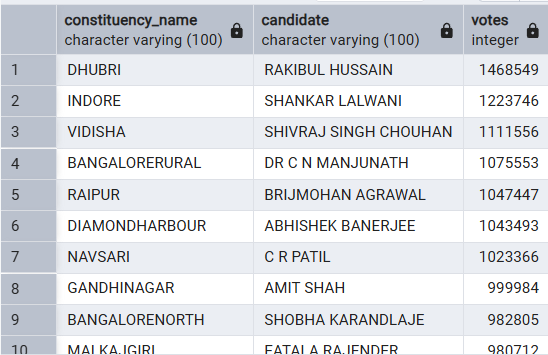 constituency_name candidate votes
character varying (100) character varying (100) integer
1 DHUBRI RAKIBUL HUSSAIN 1468549
2 INDORE SHANKAR LALWANI 1223746
3 VIDISHA SHIVRAJ SINGH CHOUHAN 1111556
4 BANGALORERURAL DR C N MANJUNATH 1075553
5 RAIPUR BRIJMOHAN AGRAWAL 1047447
6 DIAMONDHARBOUR ABHISHEK BANERJEE 1043493
7 NAVSARI C R PATIL 1023366
8 GANDHINAGAR AMIT SHAH 999984
9 BANGALORENORTH SHOBHA KARANDLAJE 982805
10 MALKAJGIRI EATALA RAJENDER 980712